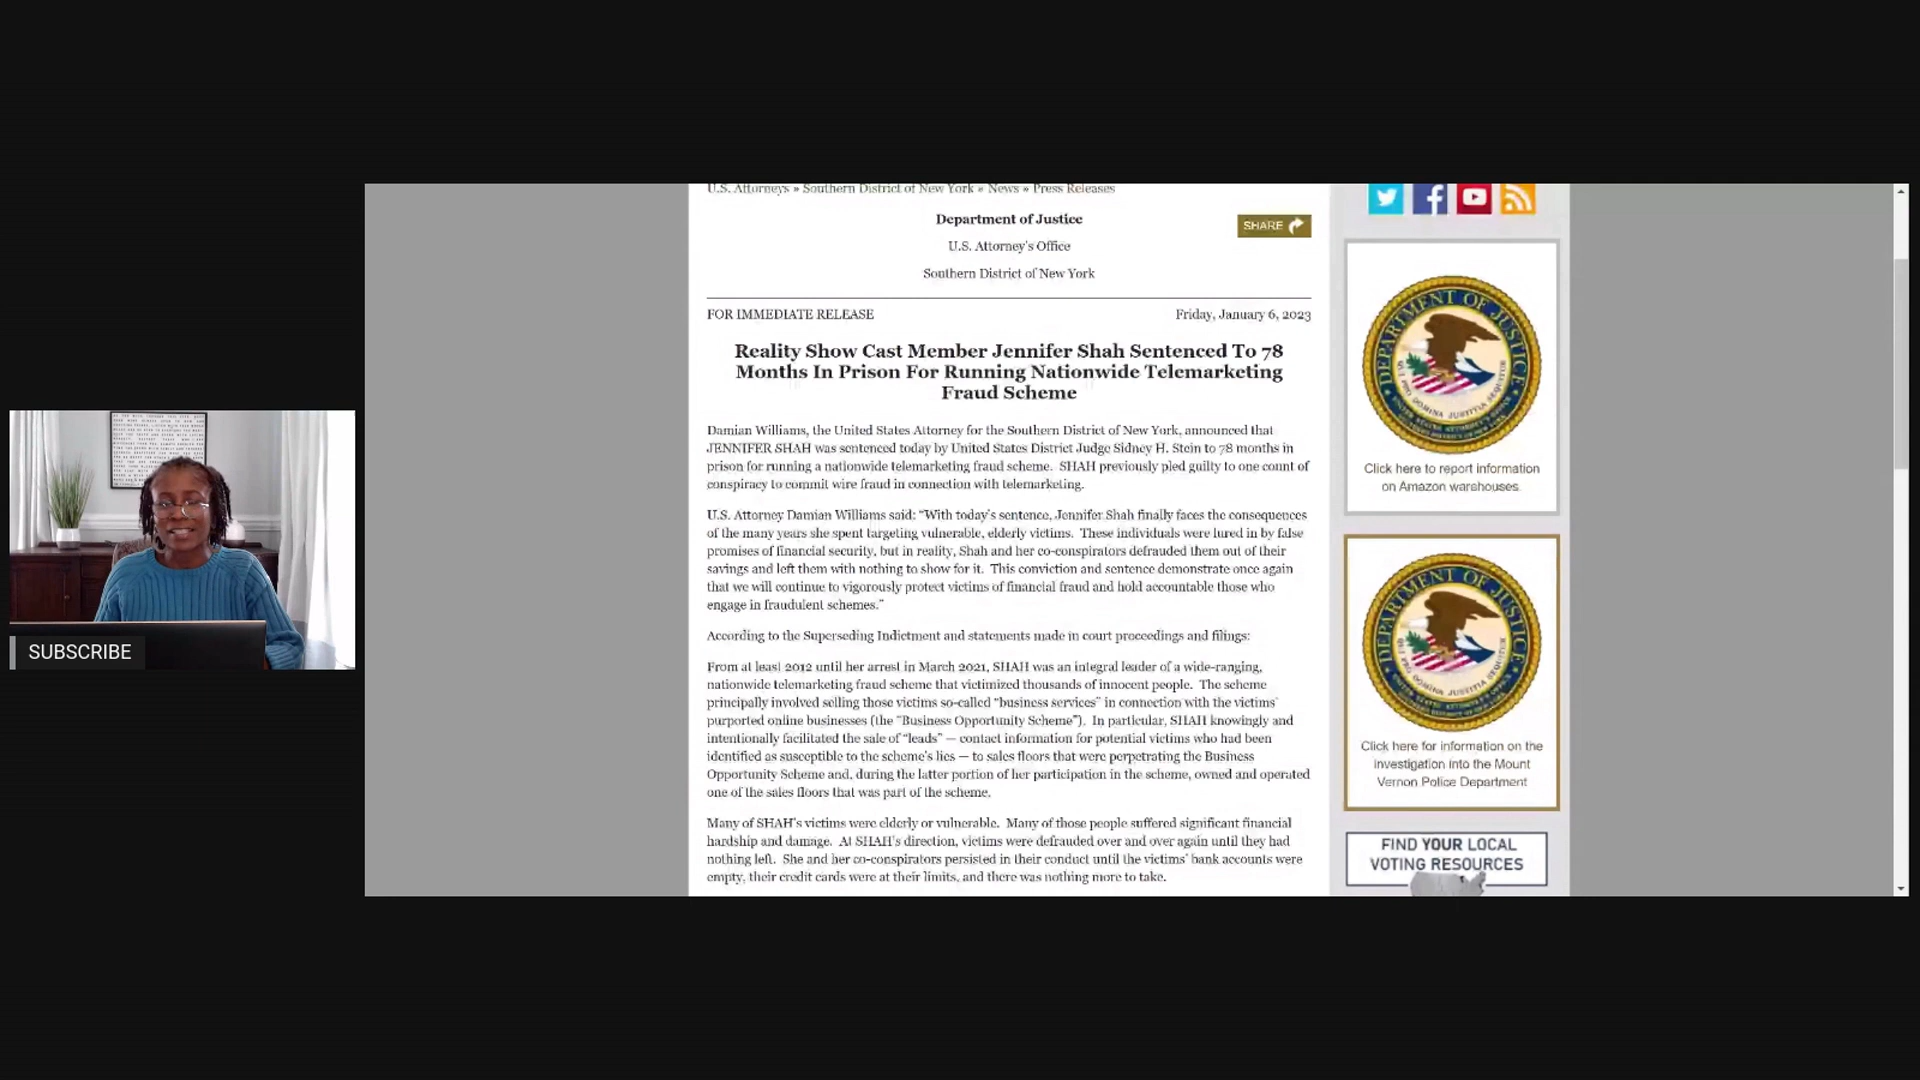 U.S. Attorneys » Southern District of New York » News » Press Releases
Department of Justice
SHARE
U.S. Attorney's Office
Southern District of New York
FOR IMMEDIATE RELEASE
Friday, January 6, 2023
Reality Show Cast Member Jennifer Shah Sentenced To 78
Months In Prison For Running Nationwide Telemarketing
Fraud Scheme
Damian Williams, the United States Attorney for the Southern District of New York, announced that
JENNIFER SHAH was sentenced today by United States District Judge Sidney H. Stein to 78 months in
prison for running a nationwide telemarketing fraud scheme.  SHAH previously pled guilty to one count of
conspiracy to commit wire fraud in connection with telemarketing.
U.S. Attorney Damian Williams said: “With today's sentence, Jennifer Shah finally faces the consequences
of the many years she spent targeting vulnerable, elderly victims.  These individuals were lured in by false
promises of financial security, but in reality, Shah and her co-conspirators defrauded them out of their
savings and left them with nothing to show for it.  This conviction and sentence demonstrate once again
that we will continue to vigorously protect victims of financial fraud and hold accountable those who
engage in fraudulent schemes.”
According to the Superseding Indictment and statements made in court proceedings and filings:
From at least 2012 until her arrest in March 2021, SHAH was an integral leader of a wide-ranging,
nationwide telemarketing fraud scheme that victimized thousands of innocent people.  The scheme
principally involved selling those victims so-called “business services” in connection with the victims'
purported online businesses (the “Business Opportunity Scheme”).  In particular, SHAH knowingly and
intentionally facilitated the sale of “leads” — contact information for potential victims who had been
identified as susceptible to the scheme's lies — to sales floors that were perpetrating the Business
Opportunity Scheme and, during the latter portion of her participation in the scheme, owned and operated
one of the sales floors that was part of the scheme.
Many of SHAH's victims were elderly or vulnerable.  Many of those people suffered significant financial
hardship and damage.  At SHAH's direction, victims were defrauded over and over again until they had
nothing left.  She and her co-conspirators persisted in their conduct until the victims' bank accounts were
empty, their credit cards were at their limits, and there was nothing more to take.
DEPARTMENT OF JUSTICE
QUI PRO DOMINA JUSTITIA SEQUITUR
Click here to report information
on Amazon warehouses.
DEPARTMENT OF JUSTICE
QUI PRO DOMINA JUSTITIA SEQUITUR
Click here for information on the
investigation into the Mount
Vernon Police Department
FIND YOUR LOCAL
VOTING RESOURCES
SUBSCRIBE